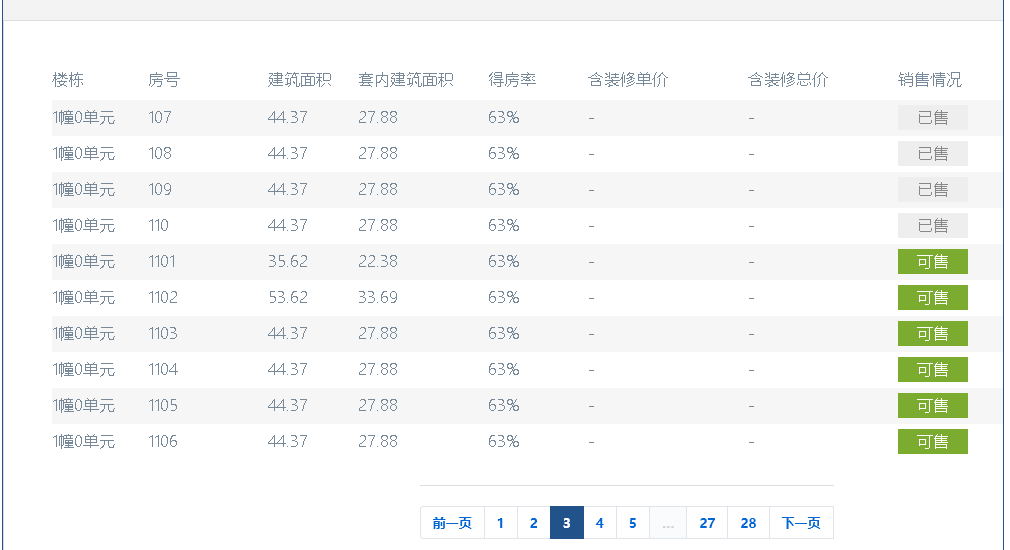 楼栋 房号 建筑面积 套内建筑面积 得房率 含装修单价 含装修总价 销售情况
1幢0单元 107 44.37 27.88 63% - - 已售
1幢0单元 108 44.37 27.88 63% - - 已售
1幢0单元 109 44.37 27.88 63% - - 已售
1幢0单元 110 44.37 27.88 63% - - 已售
1幢0单元 1101 35.62 22.38 63% - - 可售
1幢0单元 1102 53.62 33.69 63% - - 可售
1幢0单元 1103 44.37 27.88 63% - - 可售
1幢0单元 1104 44.37 27.88 63% - - 可售
1幢0单元 1105 44.37 27.88 63% - - 可售
1幢0单元 1106 44.37 27.88 63% - - 可售
前一页 1 2 3 4 5 ... 27 28 下一页